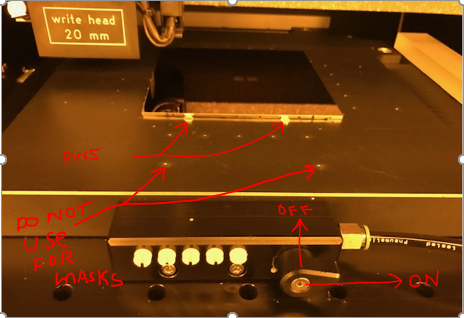 write head
20 mm
PINS
DO NOT
USE
FOR
MASKS
OFF
ON